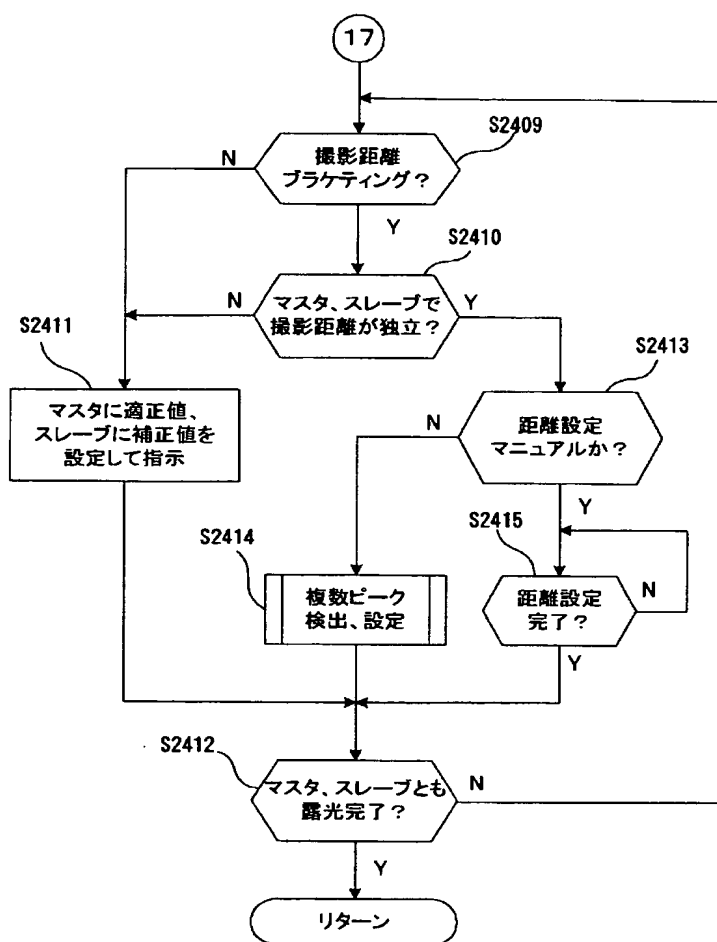 17
S2409
N
撮影距離
ブラケティング？
Y
S2410
N
マスタ、スレーブで
撮影距離が独立？
Y
S2411
マスタに適正値、
スレーブに補正値を
設定して指示
S2413
N
距離設定
マニュアルか？
Y
S2414
複数ピーク
検出、設定
S2415
距離設定
完了？
N
Y
S2412
マスタ、スレーブとも
露光完了？
N
Y
リターン